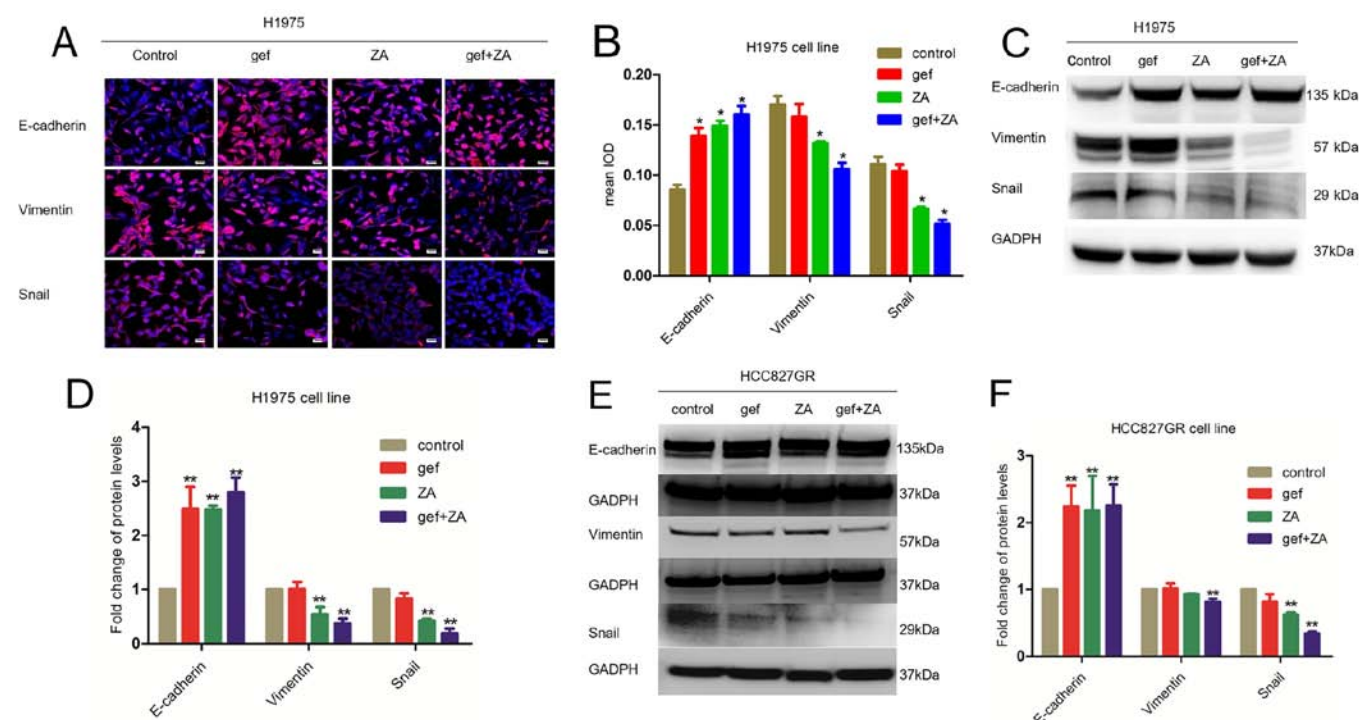 A
H1975
Control gef ZA gef+ZA
E-cadherin
Vimentin
Snail
B
H1975 cell line
control
gef
ZA
gef+ZA
mean IOD
0.20
0.15
0.10
0.05
0.00
* * *
* *
* *
E-cadherin
Vimentin
Snail
C
H1975
Control gef ZA gef+ZA
E-cadherin 135 kDa
Vimentin 57 kDa
Snail 29 kDa
GADPH 37kDa
D
H1975 cell line
control
gef
ZA
gef+ZA
Fold change of protein levels
4
3
2
1
0
** ** **
** **
** **
E-cadherin
Vimentin
Snail
E
HCC827GR
control gef ZA gef+ZA
E-cadherin 135kDa
GADPH 37kDa
Vimentin 57kDa
GADPH 37kDa
Snail 29kDa
GADPH 37kDa
F
HCC827GR cell line
control
gef
ZA
gef+ZA
Fold change of protein levels
3
2
1
0
** ** **
**
** **
E-cadherin
Vimentin
Snail